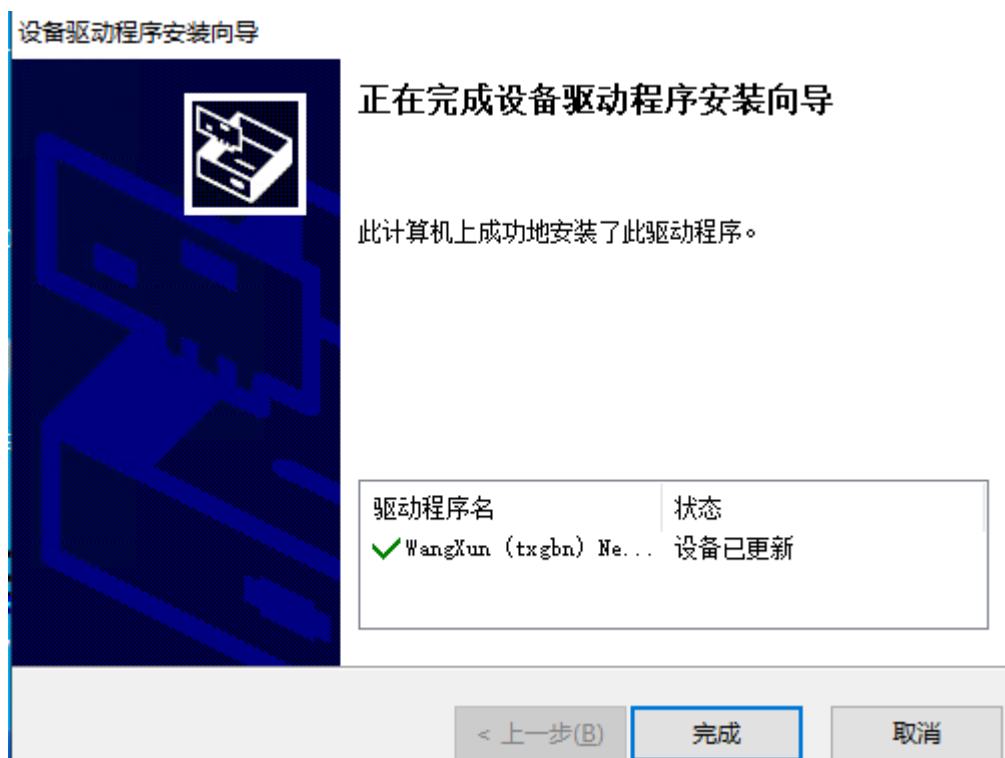 设备驱动程序安装向导
正在完成设备驱动程序安装向导
此计算机上成功地安装了此驱动程序。
驱动程序名 状态
WangXun (txgbn) Ne... 设备已更新
< 上一步(B) 完成 取消